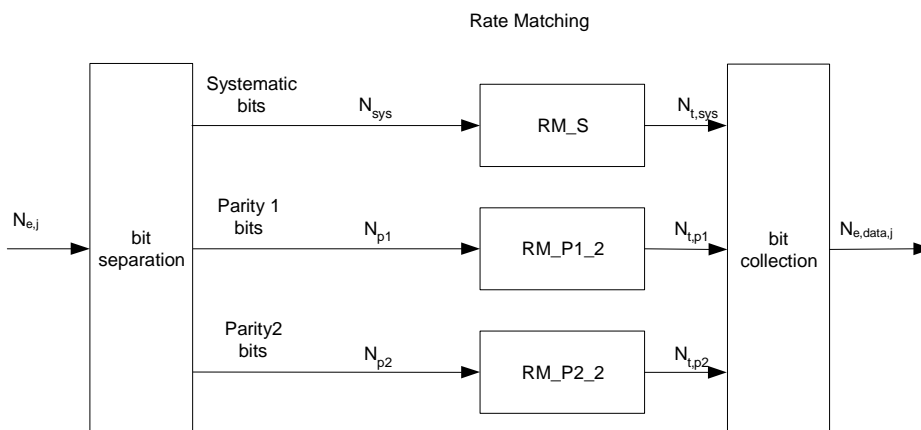 Rate Matching
Systematic
bits
N_sys
RM_S
N_t,sys
N_e,j
bit
separation
Parity 1
bits
N_p1
RM_P1_2
N_t,p1
bit
collection
N_e,data,j
Parity2
bits
N_p2
RM_P2_2
N_t,p2